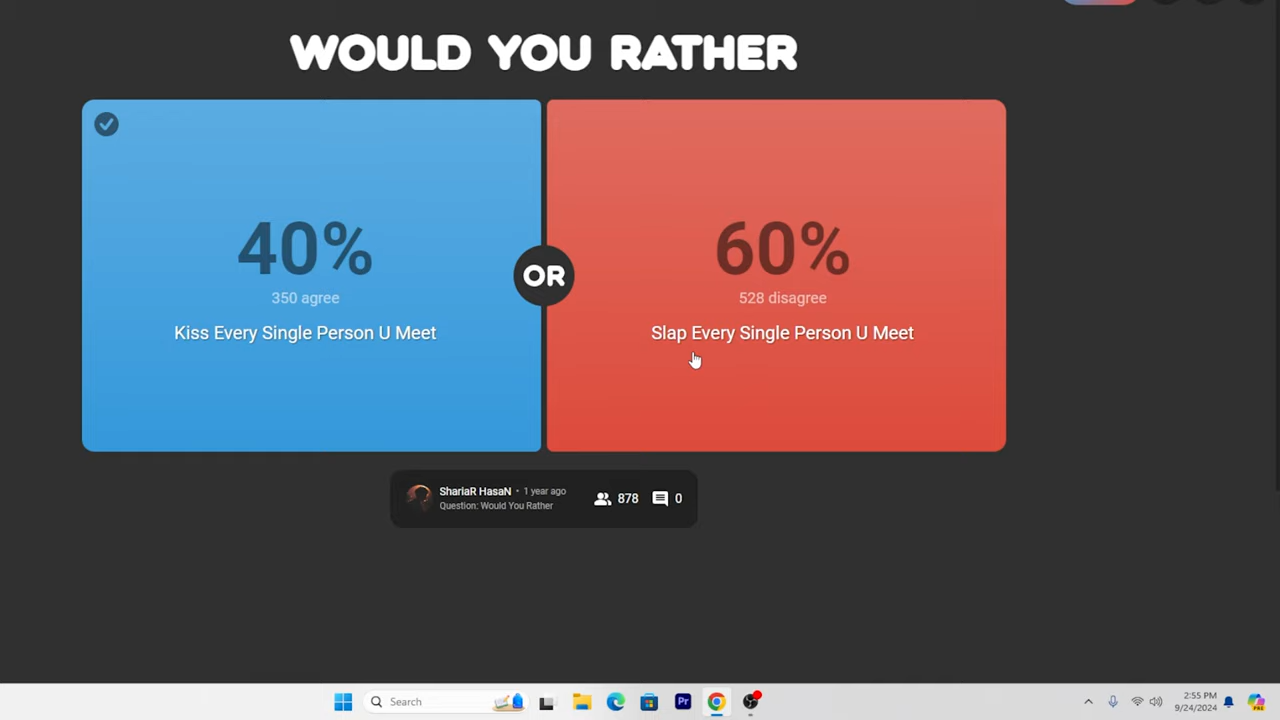 WOULD YOU RATHER
40%
350 agree
Kiss Every Single Person U Meet
OR
60%
528 disagree
Slap Every Single Person U Meet
ShariaR HasaN • 1 year ago
Question: Would You Rather
878
0
Search
Pr
2:55 PM
9/24/2024